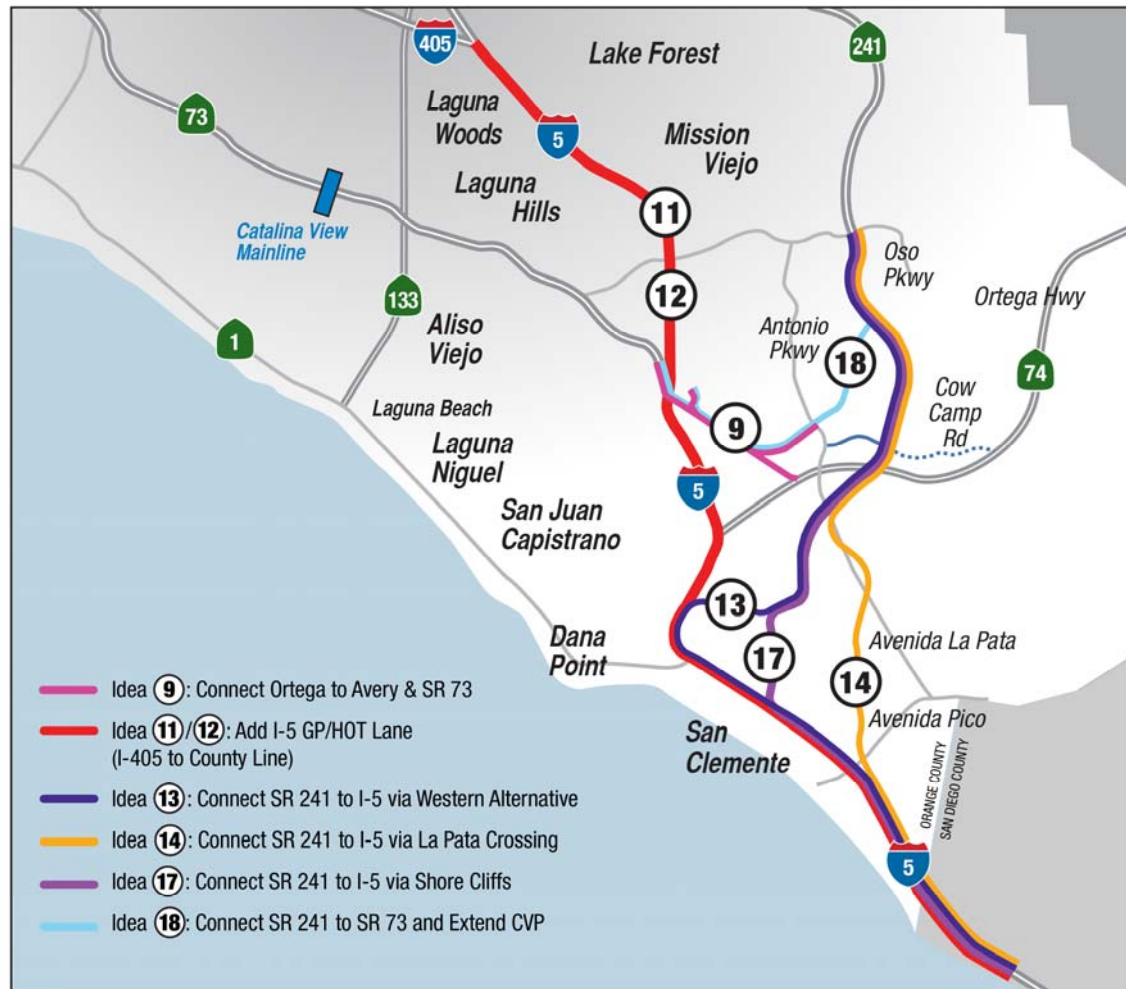 405
Lake Forest
241
Laguna
Woods
73
5
Mission
Viejo
Laguna
Hills
11
Catalina View
Mainline
Oso
Pkwy
12
133
Ortega Hwy
1
Aliso
Viejo
Antonio
Pkwy
18
74
Cow
Camp
Rd
Laguna Beach
9
Laguna
Niguel
5
San Juan
Capistrano
13
Dana
Point
17
Avenida La Pata
14
Avenida Pico
San
Clemente
ORANGE COUNTY
SAN DIEGO COUNTY
5
Idea 9: Connect Ortega to Avery & SR 73
Idea 11/12: Add I-5 GP/HOT Lane
(I-405 to County Line)
Idea 13: Connect SR 241 to I-5 via Western Alternative
Idea 14: Connect SR 241 to I-5 via La Pata Crossing
Idea 17: Connect SR 241 to I-5 via Shore Cliffs
Idea 18: Connect SR 241 to SR 73 and Extend CVP